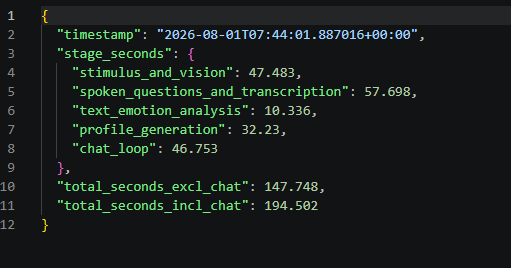 1 {
2 "timestamp": "2026-08-01T07:44:01.887016+00:00",
3 "stage_seconds": {
4 "stimulus_and_vision": 47.483,
5 "spoken_questions_and_transcription": 57.698,
6 "text_emotion_analysis": 10.336,
7 "profile_generation": 32.23,
8 "chat_loop": 46.753
9 },
10 "total_seconds_excl_chat": 147.748,
11 "total_seconds_incl_chat": 194.502
12 }